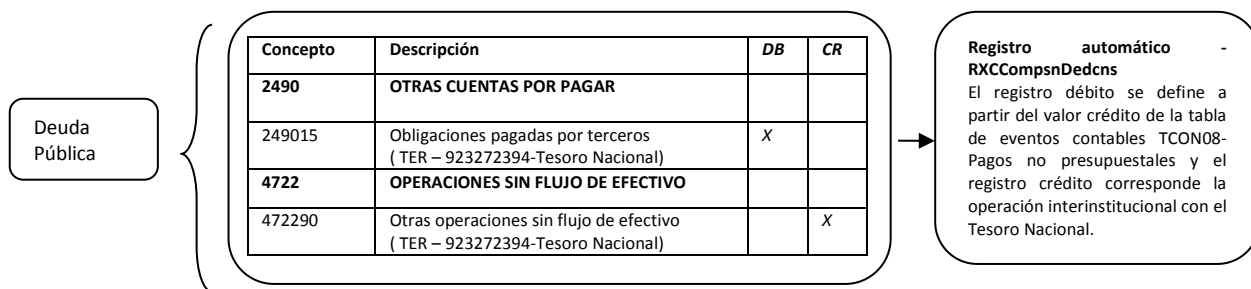 Deuda
Pública
Concepto Descripción DB CR
2490 OTRAS CUENTAS POR PAGAR
249015 Obligaciones pagadas por terceros X
( TER – 923272394-Tesoro Nacional)
4722 OPERACIONES SIN FLUJO DE EFECTIVO
472290 Otras operaciones sin flujo de efectivo X
( TER – 923272394-Tesoro Nacional)
Registro automático -
RXCCompsnDedcns
El registro débito se define a
partir del valor crédito de la tabla
de eventos contables TCON08-
Pagos no presupuestales y el
registro crédito corresponde la
operación interinstitucional con el
Tesoro Nacional.